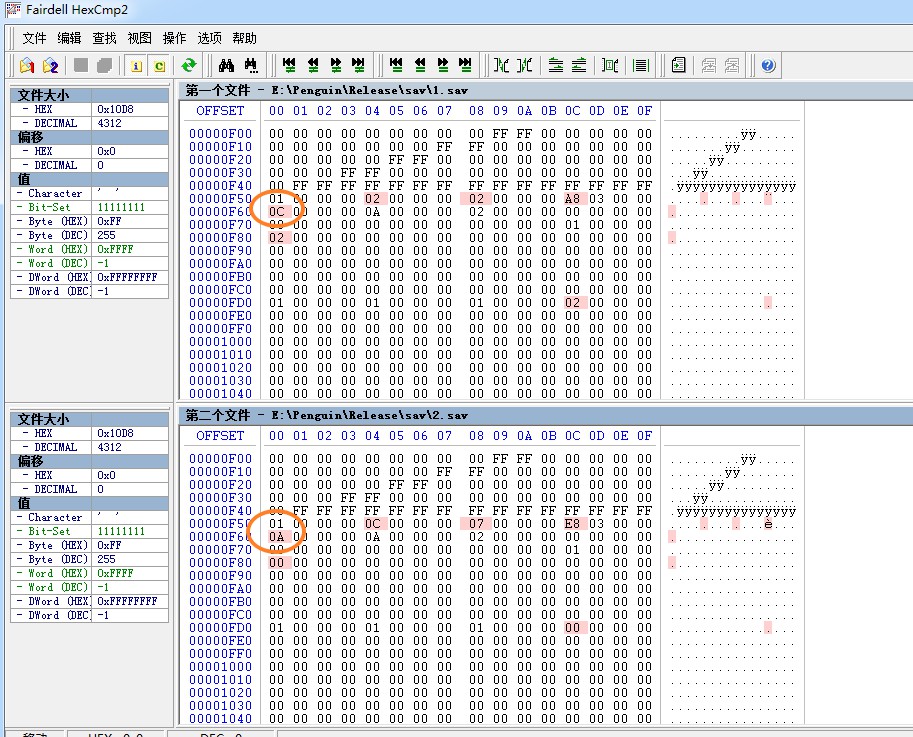 Fairdell HexCmp2
文件 编辑 查找 视图 操作 选项 帮助
文件大小
- HEX 0x10D8
- DECIMAL 4312
偏移
- HEX 0x0
- DECIMAL 0
值
- Character ' '
- Bit-Set 11111111
- Byte (HEX) 0xFF
- Byte (DEC) 255
- Word (HEX) 0xFFFF
- Word (DEC) -1
- DWord (HEX 0xFFFFFFFF
- DWord (DEC) -1
第一个文件 - E:\Penguin\Release\sav\1.sav
OFFSET 00 01 02 03 04 05 06 07 08 09 0A 0B 0C 0D 0E 0F
00000F00 00 00 00 00 00 00 00 00 00 FF FF 00 00 00 00 00 .........ÿÿ.....
00000F10 00 00 00 00 00 00 00 FF FF 00 00 00 00 00 00 00 .......ÿÿ.......
00000F20 00 00 00 00 00 FF FF 00 00 00 00 00 00 00 00 00 .....ÿÿ.........
00000F30 00 00 00 FF FF 00 00 00 00 00 00 00 00 00 00 00 ...ÿÿ...........
00000F40 00 FF FF FF FF FF FF FF FF FF FF FF FF FF FF FF .ÿÿÿÿÿÿÿÿÿÿÿÿÿÿÿ
00000F50 01 00 00 00 02 00 00 00 02 00 00 00 A8 03 00 00 ............¨...
00000F60 0C 00 00 00 0A 00 00 00 02 00 00 00 00 00 00 00 ................
00000F70 00 00 00 00 00 00 00 00 00 00 00 00 01 00 00 00 ................
00000F80 02 00 00 00 00 00 00 00 00 00 00 00 00 00 00 00 ................
00000F90 00 00 00 00 00 00 00 00 00 00 00 00 00 00 00 00 ................
00000FA0 00 00 00 00 00 00 00 00 00 00 00 00 00 00 00 00 ................
00000FB0 00 00 00 00 00 00 00 00 00 00 00 00 00 00 00 00 ................
00000FC0 00 00 00 00 00 00 00 00 00 00 00 00 00 00 00 00 ................
00000FD0 01 00 00 00 01 00 00 00 01 00 00 00 02 00 00 00 ................
00000FE0 00 00 00 00 00 00 00 00 00 00 00 00 00 00 00 00 ................
00000FF0 00 00 00 00 00 00 00 00 00 00 00 00 00 00 00 00 ................
00001000 00 00 00 00 00 00 00 00 00 00 00 00 00 00 00 00 ................
00001010 00 00 00 00 00 00 00 00 00 00 00 00 00 00 00 00 ................
00001020 00 00 00 00 00 00 00 00 00 00 00 00 00 00 00 00 ................
00001030 00 00 00 00 00 00 00 00 00 00 00 00 00 00 00 00 ................
00001040 00 00 00 00 00 00 00 00 00 00 00 00 00 00 00 00 ................
文件大小
- HEX 0x10D8
- DECIMAL 4312
偏移
- HEX 0x0
- DECIMAL 0
值
- Character ' '
- Bit-Set 11111111
- Byte (HEX) 0xFF
- Byte (DEC) 255
- Word (HEX) 0xFFFF
- Word (DEC) -1
- DWord (HEX 0xFFFFFFFF
- DWord (DEC) -1
第二个文件 - E:\Penguin\Release\sav\2.sav
OFFSET 00 01 02 03 04 05 06 07 08 09 0A 0B 0C 0D 0E 0F
00000F00 00 00 00 00 00 00 00 00 00 FF FF 00 00 00 00 00 .........ÿÿ.....
00000F10 00 00 00 00 00 00 00 FF FF 00 00 00 00 00 00 00 .......ÿÿ.......
00000F20 00 00 00 00 00 FF FF 00 00 00 00 00 00 00 00 00 .....ÿÿ.........
00000F30 00 00 00 FF FF 00 00 00 00 00 00 00 00 00 00 00 ...ÿÿ...........
00000F40 00 FF FF FF FF FF FF FF FF FF FF FF FF FF FF FF .ÿÿÿÿÿÿÿÿÿÿÿÿÿÿÿ
00000F50 01 00 00 00 0C 00 00 00 07 00 00 00 E8 03 00 00 ............è...
00000F60 0A 00 00 00 0A 00 00 00 02 00 00 00 00 00 00 00 ................
00000F70 00 00 00 00 00 00 00 00 00 00 00 00 01 00 00 00 ................
00000F80 00 00 00 00 00 00 00 00 00 00 00 00 00 00 00 00 ................
00000F90 00 00 00 00 00 00 00 00 00 00 00 00 00 00 00 00 ................
00000FA0 00 00 00 00 00 00 00 00 00 00 00 00 00 00 00 00 ................
00000FB0 00 00 00 00 00 00 00 00 00 00 00 00 00 00 00 00 ................
00000FC0 00 00 00 00 00 00 00 00 00 00 00 00 00 00 00 00 ................
00000FD0 01 00 00 00 01 00 00 00 01 00 00 00 00 00 00 00 ................
00000FE0 00 00 00 00 00 00 00 00 00 00 00 00 00 00 00 00 ................
00000FF0 00 00 00 00 00 00 00 00 00 00 00 00 00 00 00 00 ................
00001000 00 00 00 00 00 00 00 00 00 00 00 00 00 00 00 00 ................
00001010 00 00 00 00 00 00 00 00 00 00 00 00 00 00 00 00 ................
00001020 00 00 00 00 00 00 00 00 00 00 00 00 00 00 00 00 ................
00001030 00 00 00 00 00 00 00 00 00 00 00 00 00 00 00 00 ................
00001040 00 00 00 00 00 00 00 00 00 00 00 00 00 00 00 00 ................